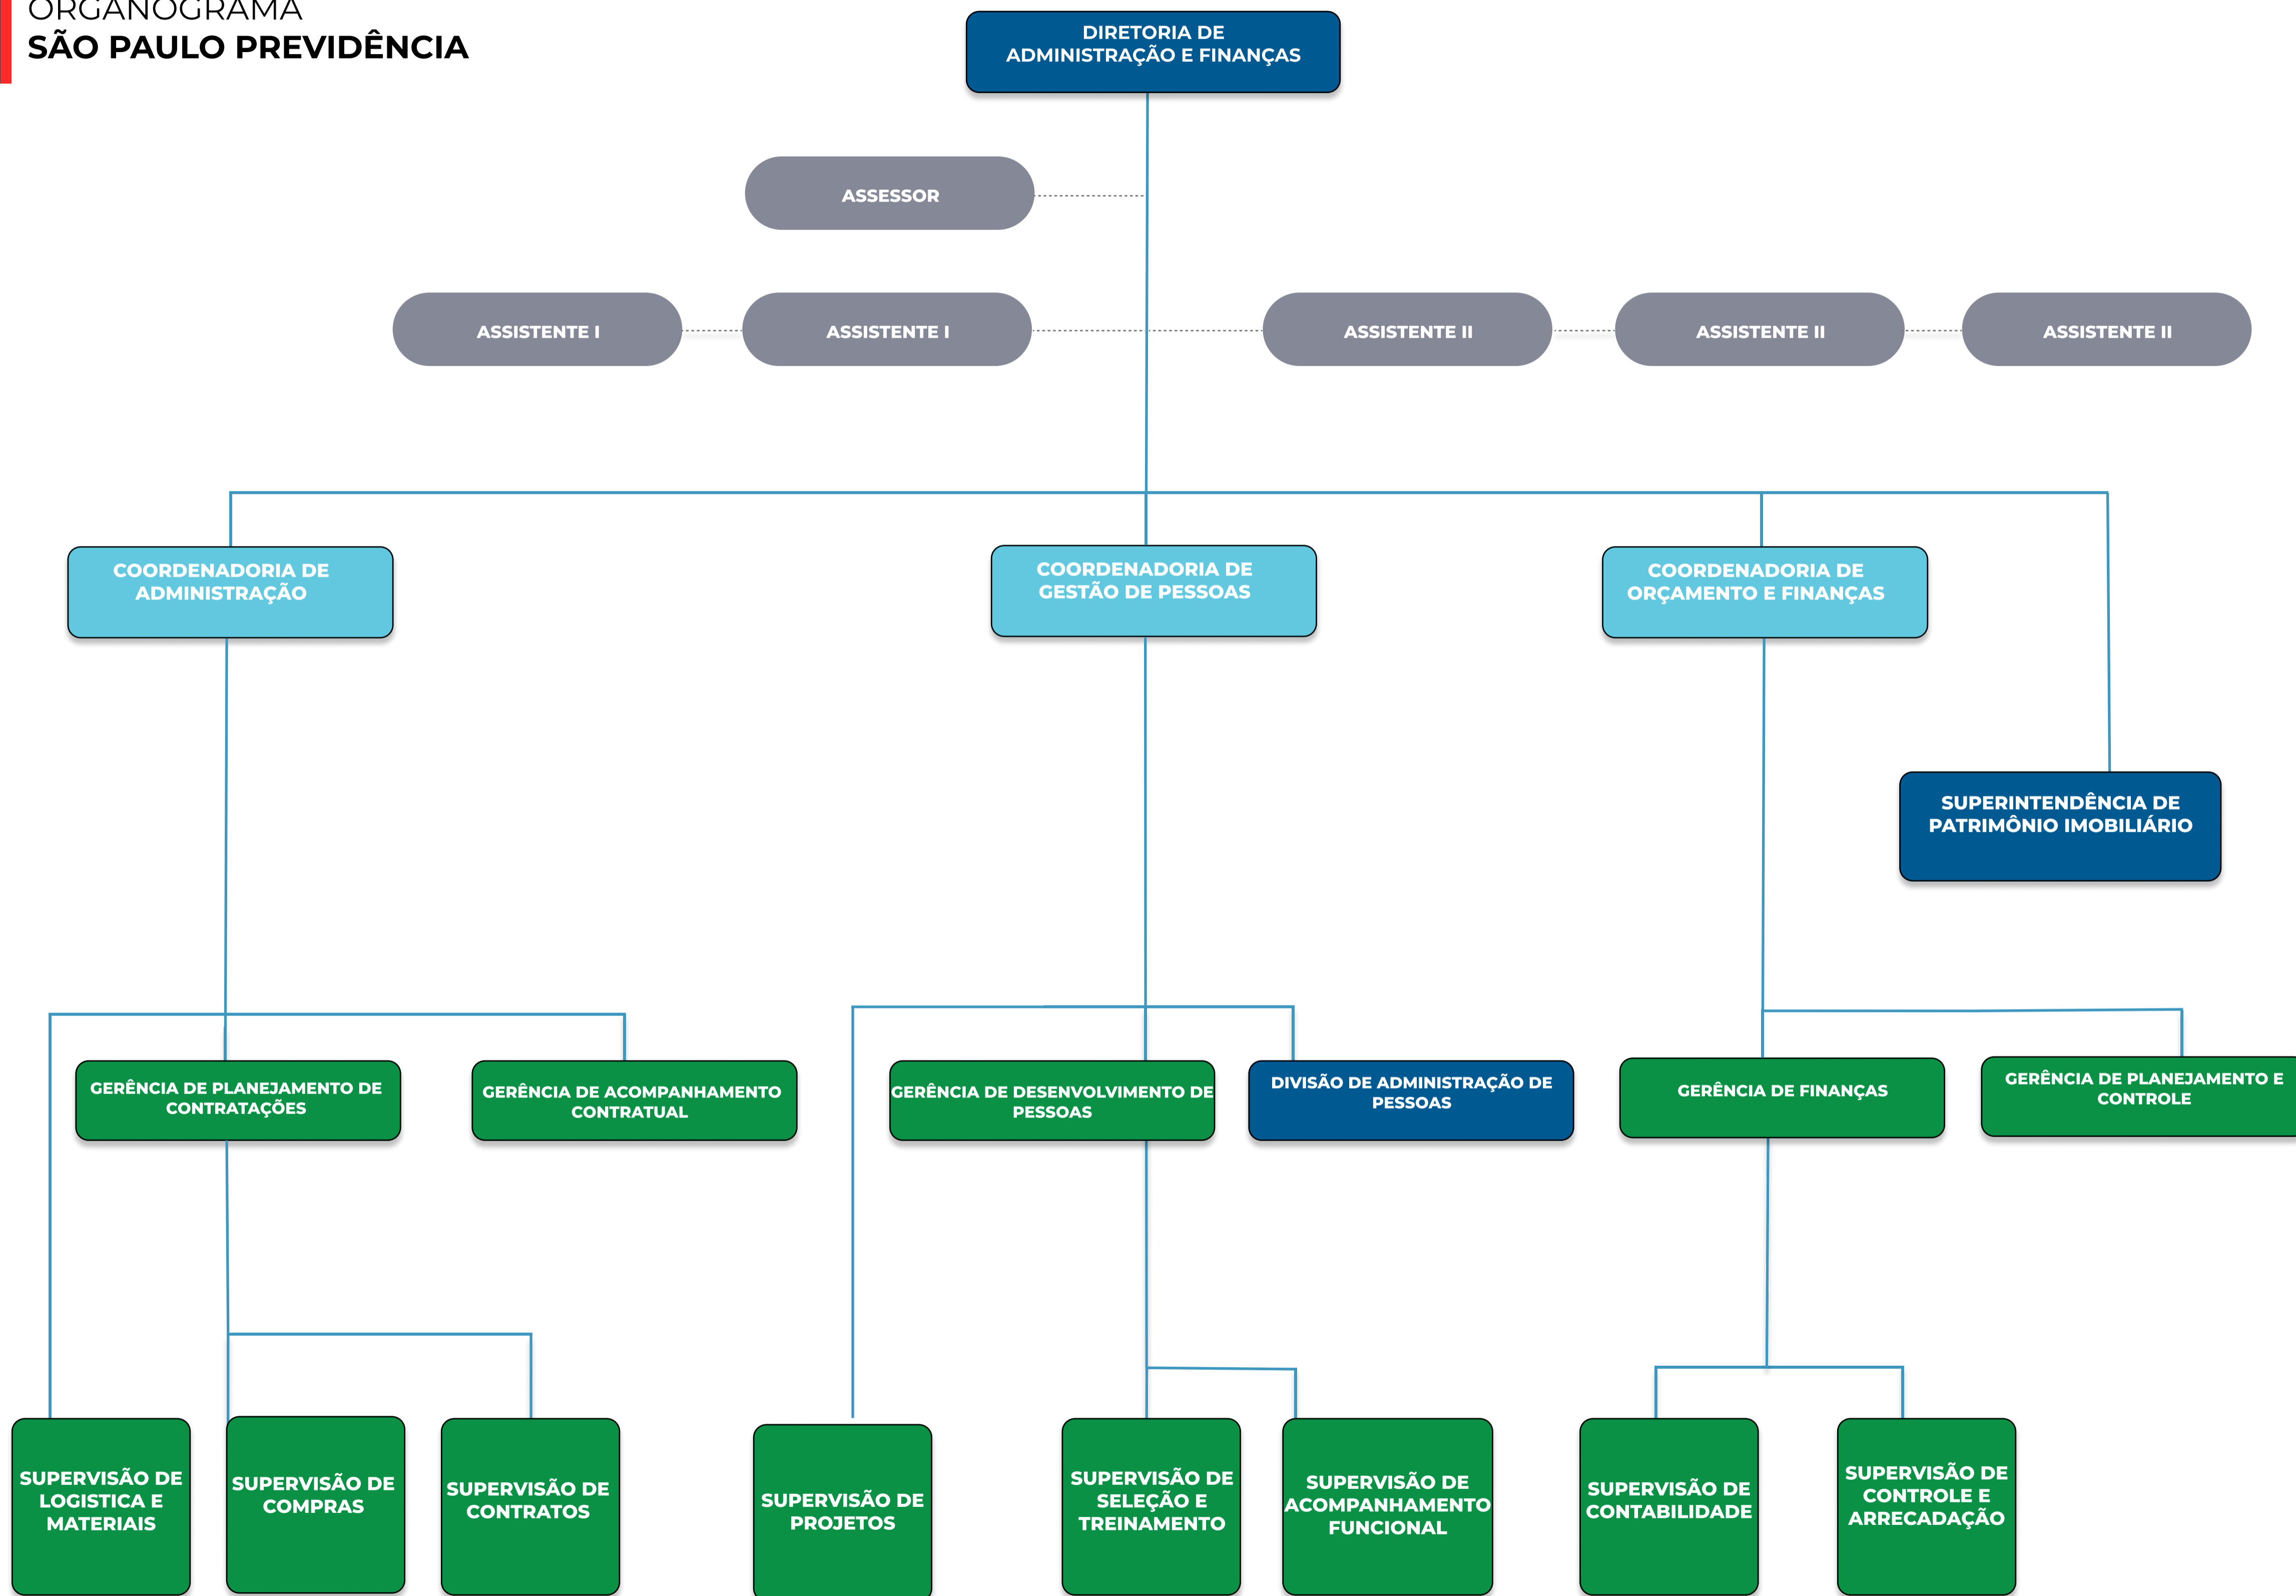 ORGANOGRAMA
SÃO PAULO PREVIDÊNCIA
DIRETORIA DE
ADMINISTRAÇÃO E FINANÇAS
ASSESSOR
ASSISTENTE I
ASSISTENTE I
ASSISTENTE II
ASSISTENTE II
ASSISTENTE II
COORDENADORIA DE
ADMINISTRAÇÃO
COORDENADORIA DE
GESTÃO DE PESSOAS
COORDENADORIA DE
ORÇAMENTO E FINANÇAS
SUPERINTENDÊNCIA DE
PATRIMÔNIO IMOBILIÁRIO
GERÊNCIA DE PLANEJAMENTO DE
CONTRATAÇÕES
GERÊNCIA DE ACOMPANHAMENTO
CONTRATUAL
GERÊNCIA DE DESENVOLVIMENTO DE
PESSOAS
DIVISÃO DE ADMINISTRAÇÃO DE
PESSOAS
GERÊNCIA DE FINANÇAS
GERÊNCIA DE PLANEJAMENTO E
CONTROLE
SUPERVISÃO DE
LOGISTICA E
MATERIAIS
SUPERVISÃO DE
COMPRAS
SUPERVISÃO DE
CONTRATOS
SUPERVISÃO DE
PROJETOS
SUPERVISÃO DE
SELEÇÃO E
TREINAMENTO
SUPERVISÃO DE
ACOMPANHAMENTO
FUNCIONAL
SUPERVISÃO DE
CONTABILIDADE
SUPERVISÃO DE
CONTROLE E
ARRECADAÇÃO